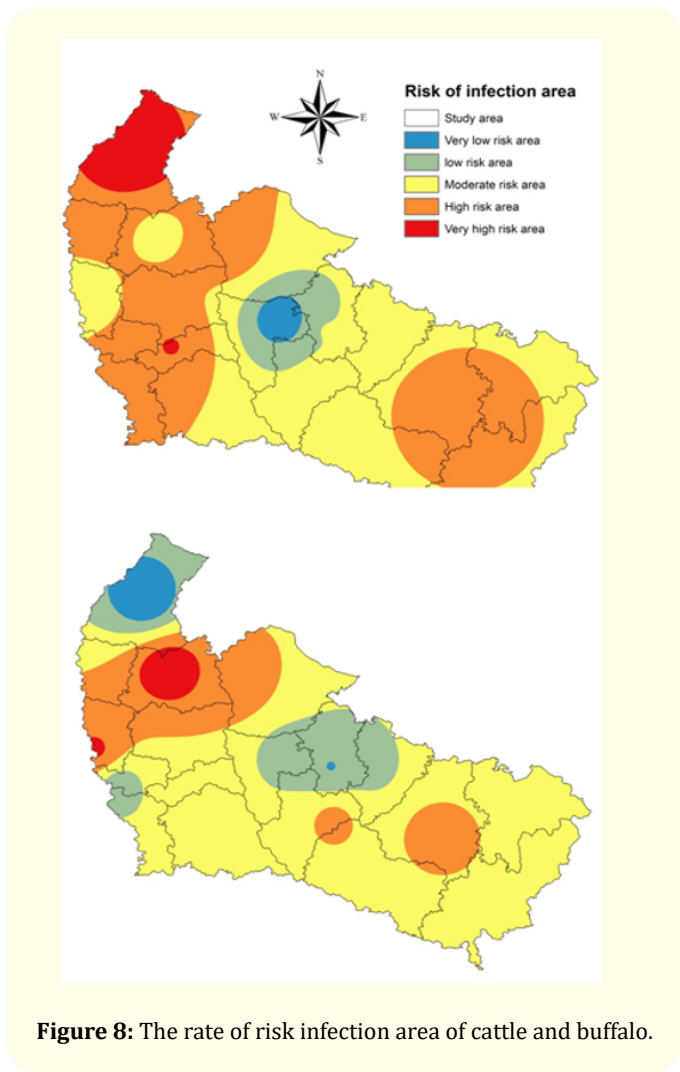 N
W
E
S
Risk of infection area
Study area
Very low risk area
low risk area
Moderate risk area
High risk area
Very high risk area
Figure 8: The rate of risk infection area of cattle and buffalo.